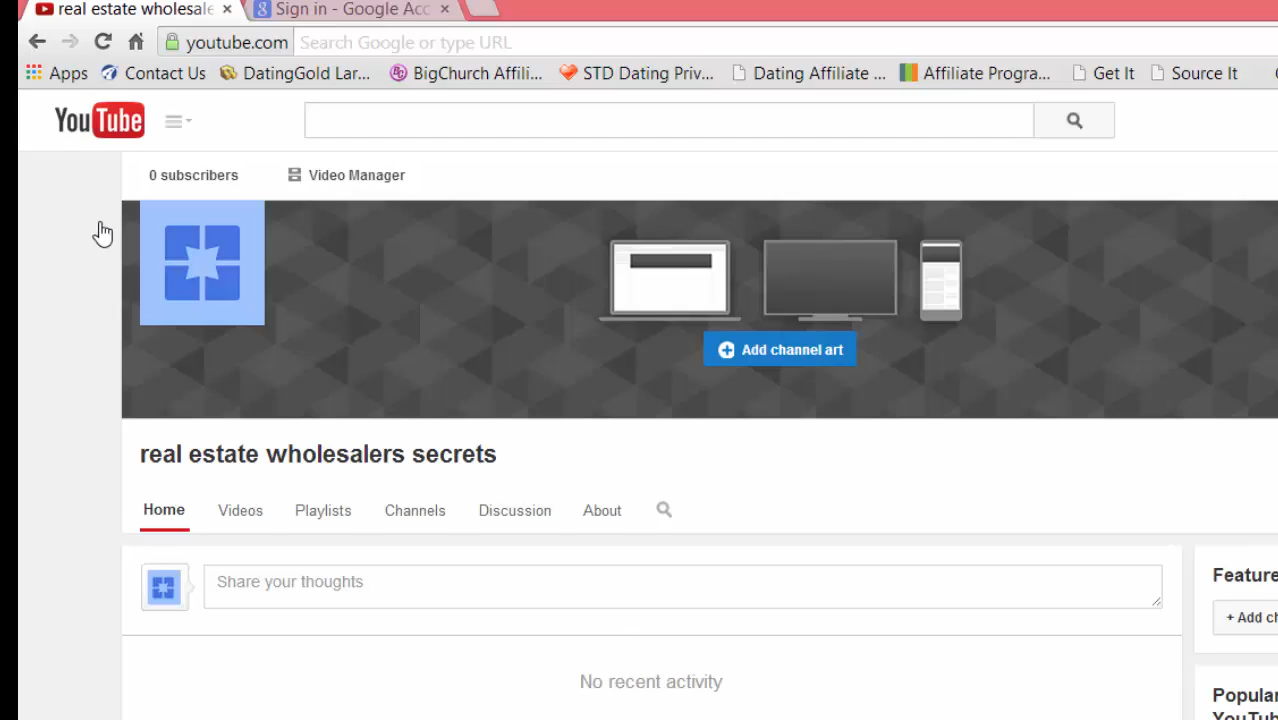 real estate wholesale × Sign in - Google Acc ×
youtube.com Search Google or type URL
Apps Contact Us DatingGold Lar... BigChurch Affili... STD Dating Priv... Dating Affiliate ... Affiliate Progra... Get It Source It
YouTube
0 subscribers Video Manager
Add channel art
real estate wholesalers secrets
Home Videos Playlists Channels Discussion About
Share your thoughts
Feature
+ Add ch
No recent activity
Popular
YouTub